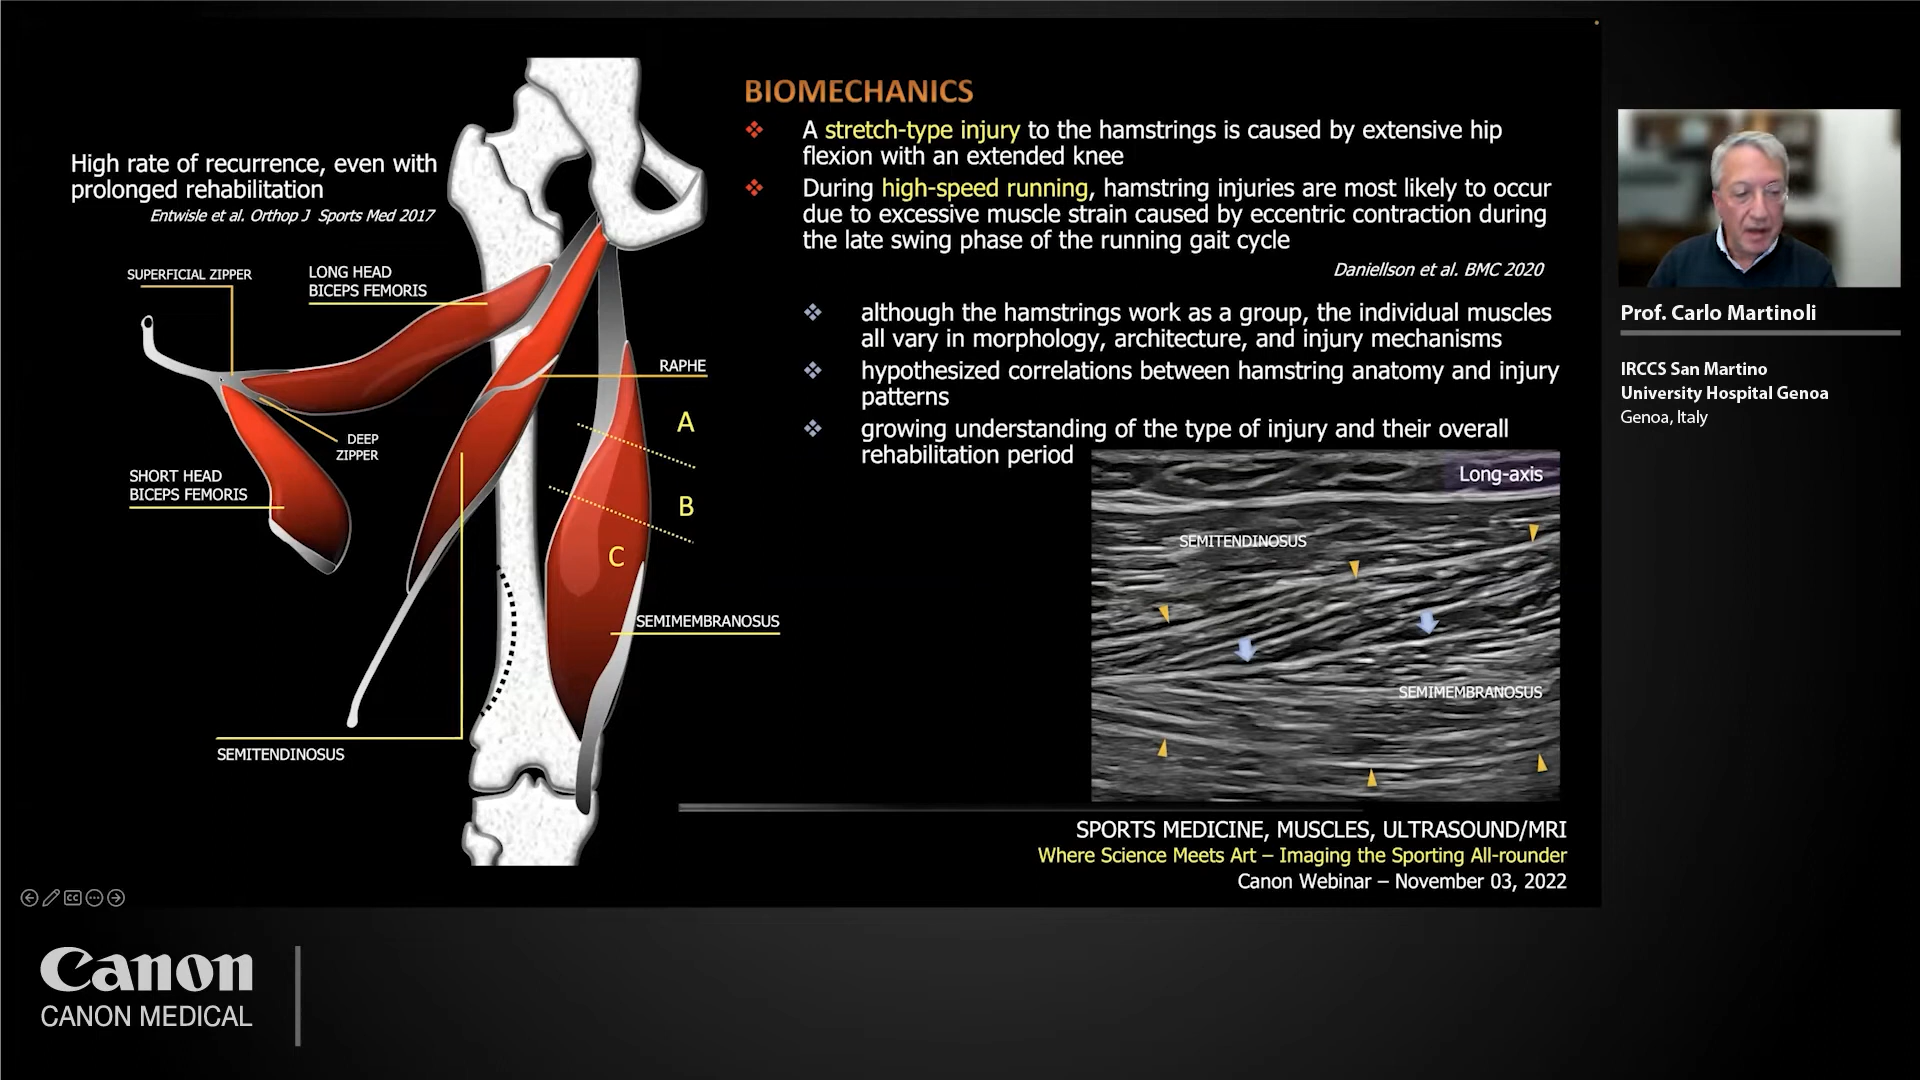 High rate of recurrence, even with
prolonged rehabilitation
Entwisle et al. Orthop J Sports Med 2017
SUPERFICIAL ZIPPER
LONG HEAD
BICEPS FEMORIS
RAPHE
DEEP
ZIPPER
SHORT HEAD
BICEPS FEMORIS
A
B
C
SEMIMEMBRANOSUS
SEMITENDINOSUS
BIOMECHANICS
A stretch-type injury to the hamstrings is caused by extensive hip
flexion with an extended knee
During high-speed running, hamstring injuries are most likely to occur
due to excessive muscle strain caused by eccentric contraction during
the late swing phase of the running gait cycle
Daniellson et al. BMC 2020
although the hamstrings work as a group, the individual muscles
all vary in morphology, architecture, and injury mechanisms
hypothesized correlations between hamstring anatomy and injury
patterns
growing understanding of the type of injury and their overall
rehabilitation period
Long-axis
SEMITENDINOSUS
SEMIMEMBRANOSUS
SPORTS MEDICINE, MUSCLES, ULTRASOUND/MRI
Where Science Meets Art – Imaging the Sporting All-rounder
Canon Webinar – November 03, 2022
Prof. Carlo Martinoli
IRCCS San Martino
University Hospital Genoa
Genoa, Italy
CC
Canon
CANON MEDICAL